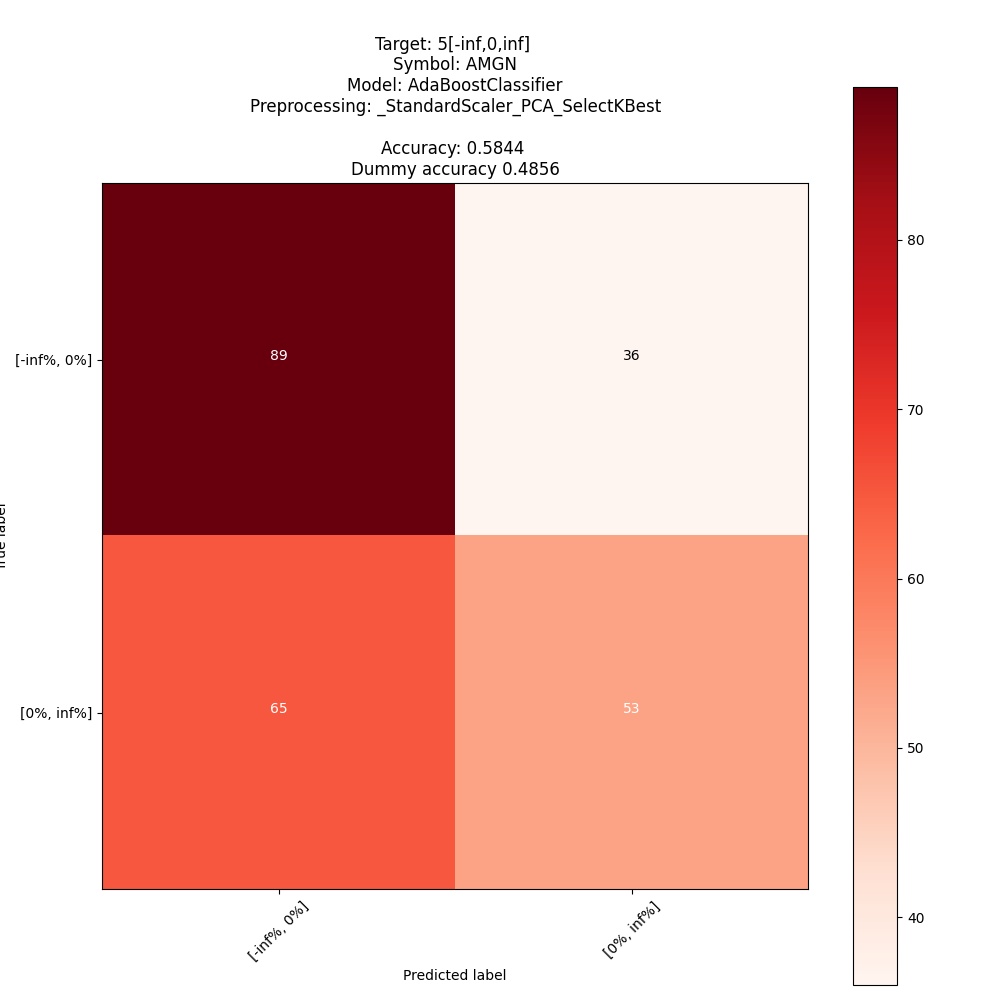 Target: 5[-inf,0,inf]
Symbol: AMGN
Model: AdaBoostClassifier
Preprocessing: _StandardScaler_PCA_SelectKBest
Accuracy: 0.5844
Dummy accuracy 0.4856
[-inf%, 0%]
89
36
80
70
label
[0%, inf%]
65
53
60
50
40
[-inf%, 0%]
[0%, inf%]
Predicted label